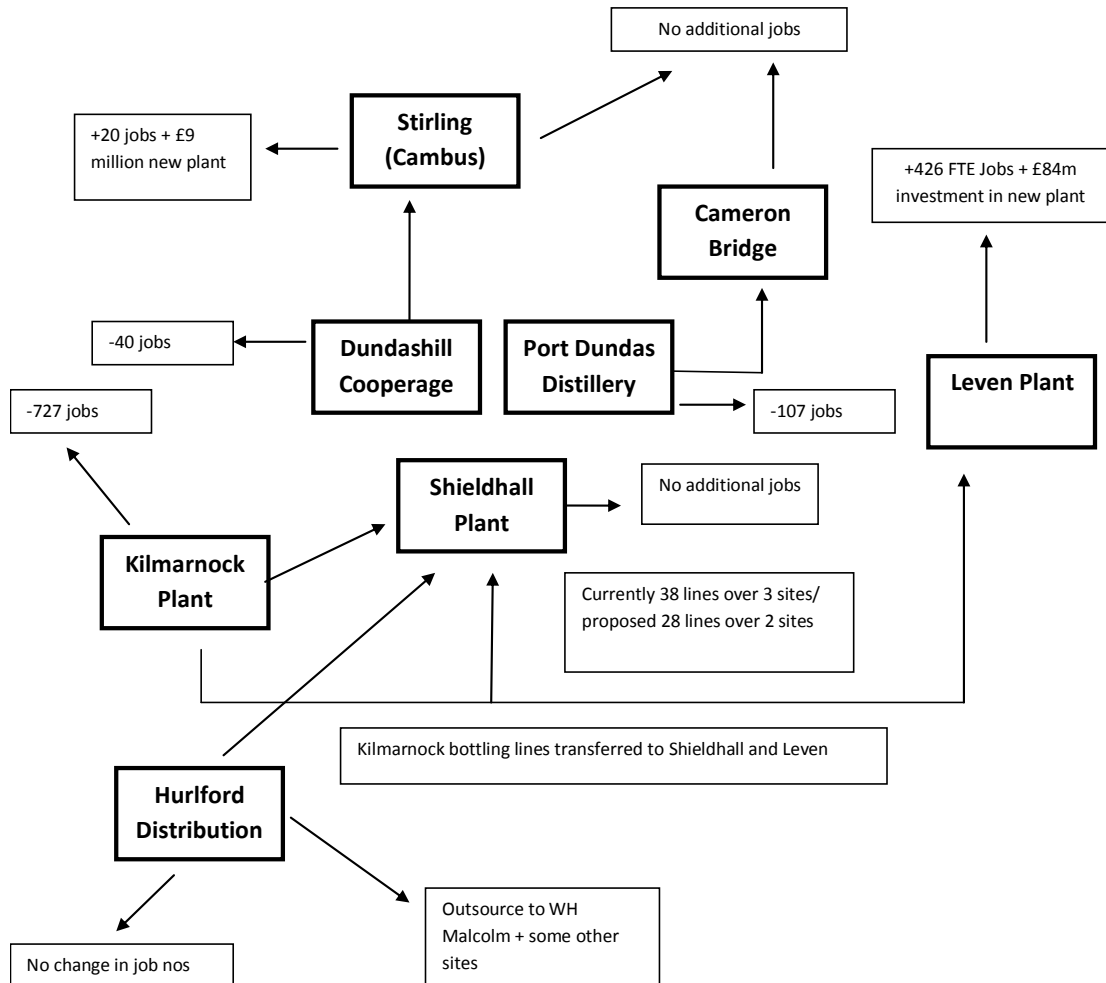 No additional jobs
Stirling
(Cambus)
+20 jobs + £9
million new plant
+426 FTE Jobs + £84m
investment in new plant
Cameron
Bridge
-40 jobs
Dundashill
Cooperage
Port Dundas
Distillery
Leven Plant
-727 jobs
-107 jobs
Shieldhall
Plant
No additional jobs
Kilmarnock
Plant
Currently 38 lines over 3 sites/
proposed 28 lines over 2 sites
Kilmarnock bottling lines transferred to Shieldhall and Leven
Hurlford
Distribution
Outsource to WH
Malcolm + some other
sites
No change in job nos